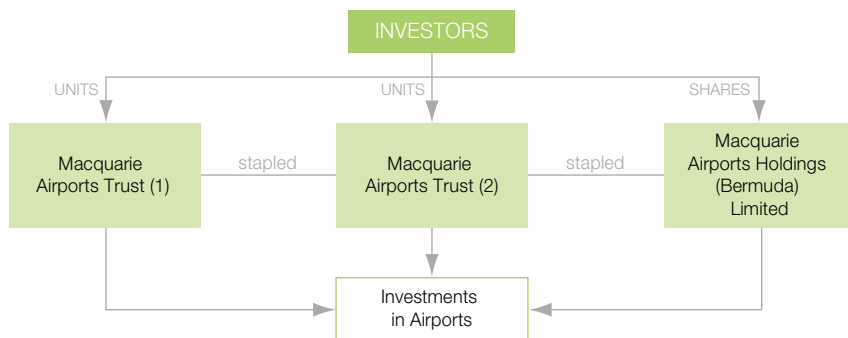 INVESTORS
UNITS
UNITS
SHARES
Macquarie
Airports Trust (1)
stapled
Macquarie
Airports Trust (2)
stapled
Macquarie
Airports Holdings
(Bermuda)
Limited
Investments
in Airports